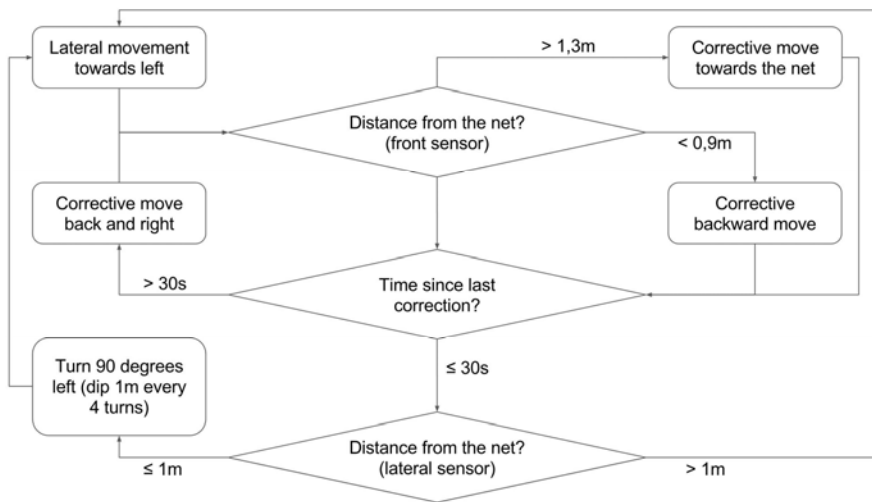 Lateral movement
towards left
> 1,3m
Corrective move
towards the net
Distance from the net?
(front sensor)
< 0,9m
Corrective move
back and right
Corrective
backward move
> 30s
Time since last
correction?
Turn 90 degrees
left (dip 1m every
4 turns)
≤ 30s
Distance from the net?
(lateral sensor)
≤ 1m
> 1m